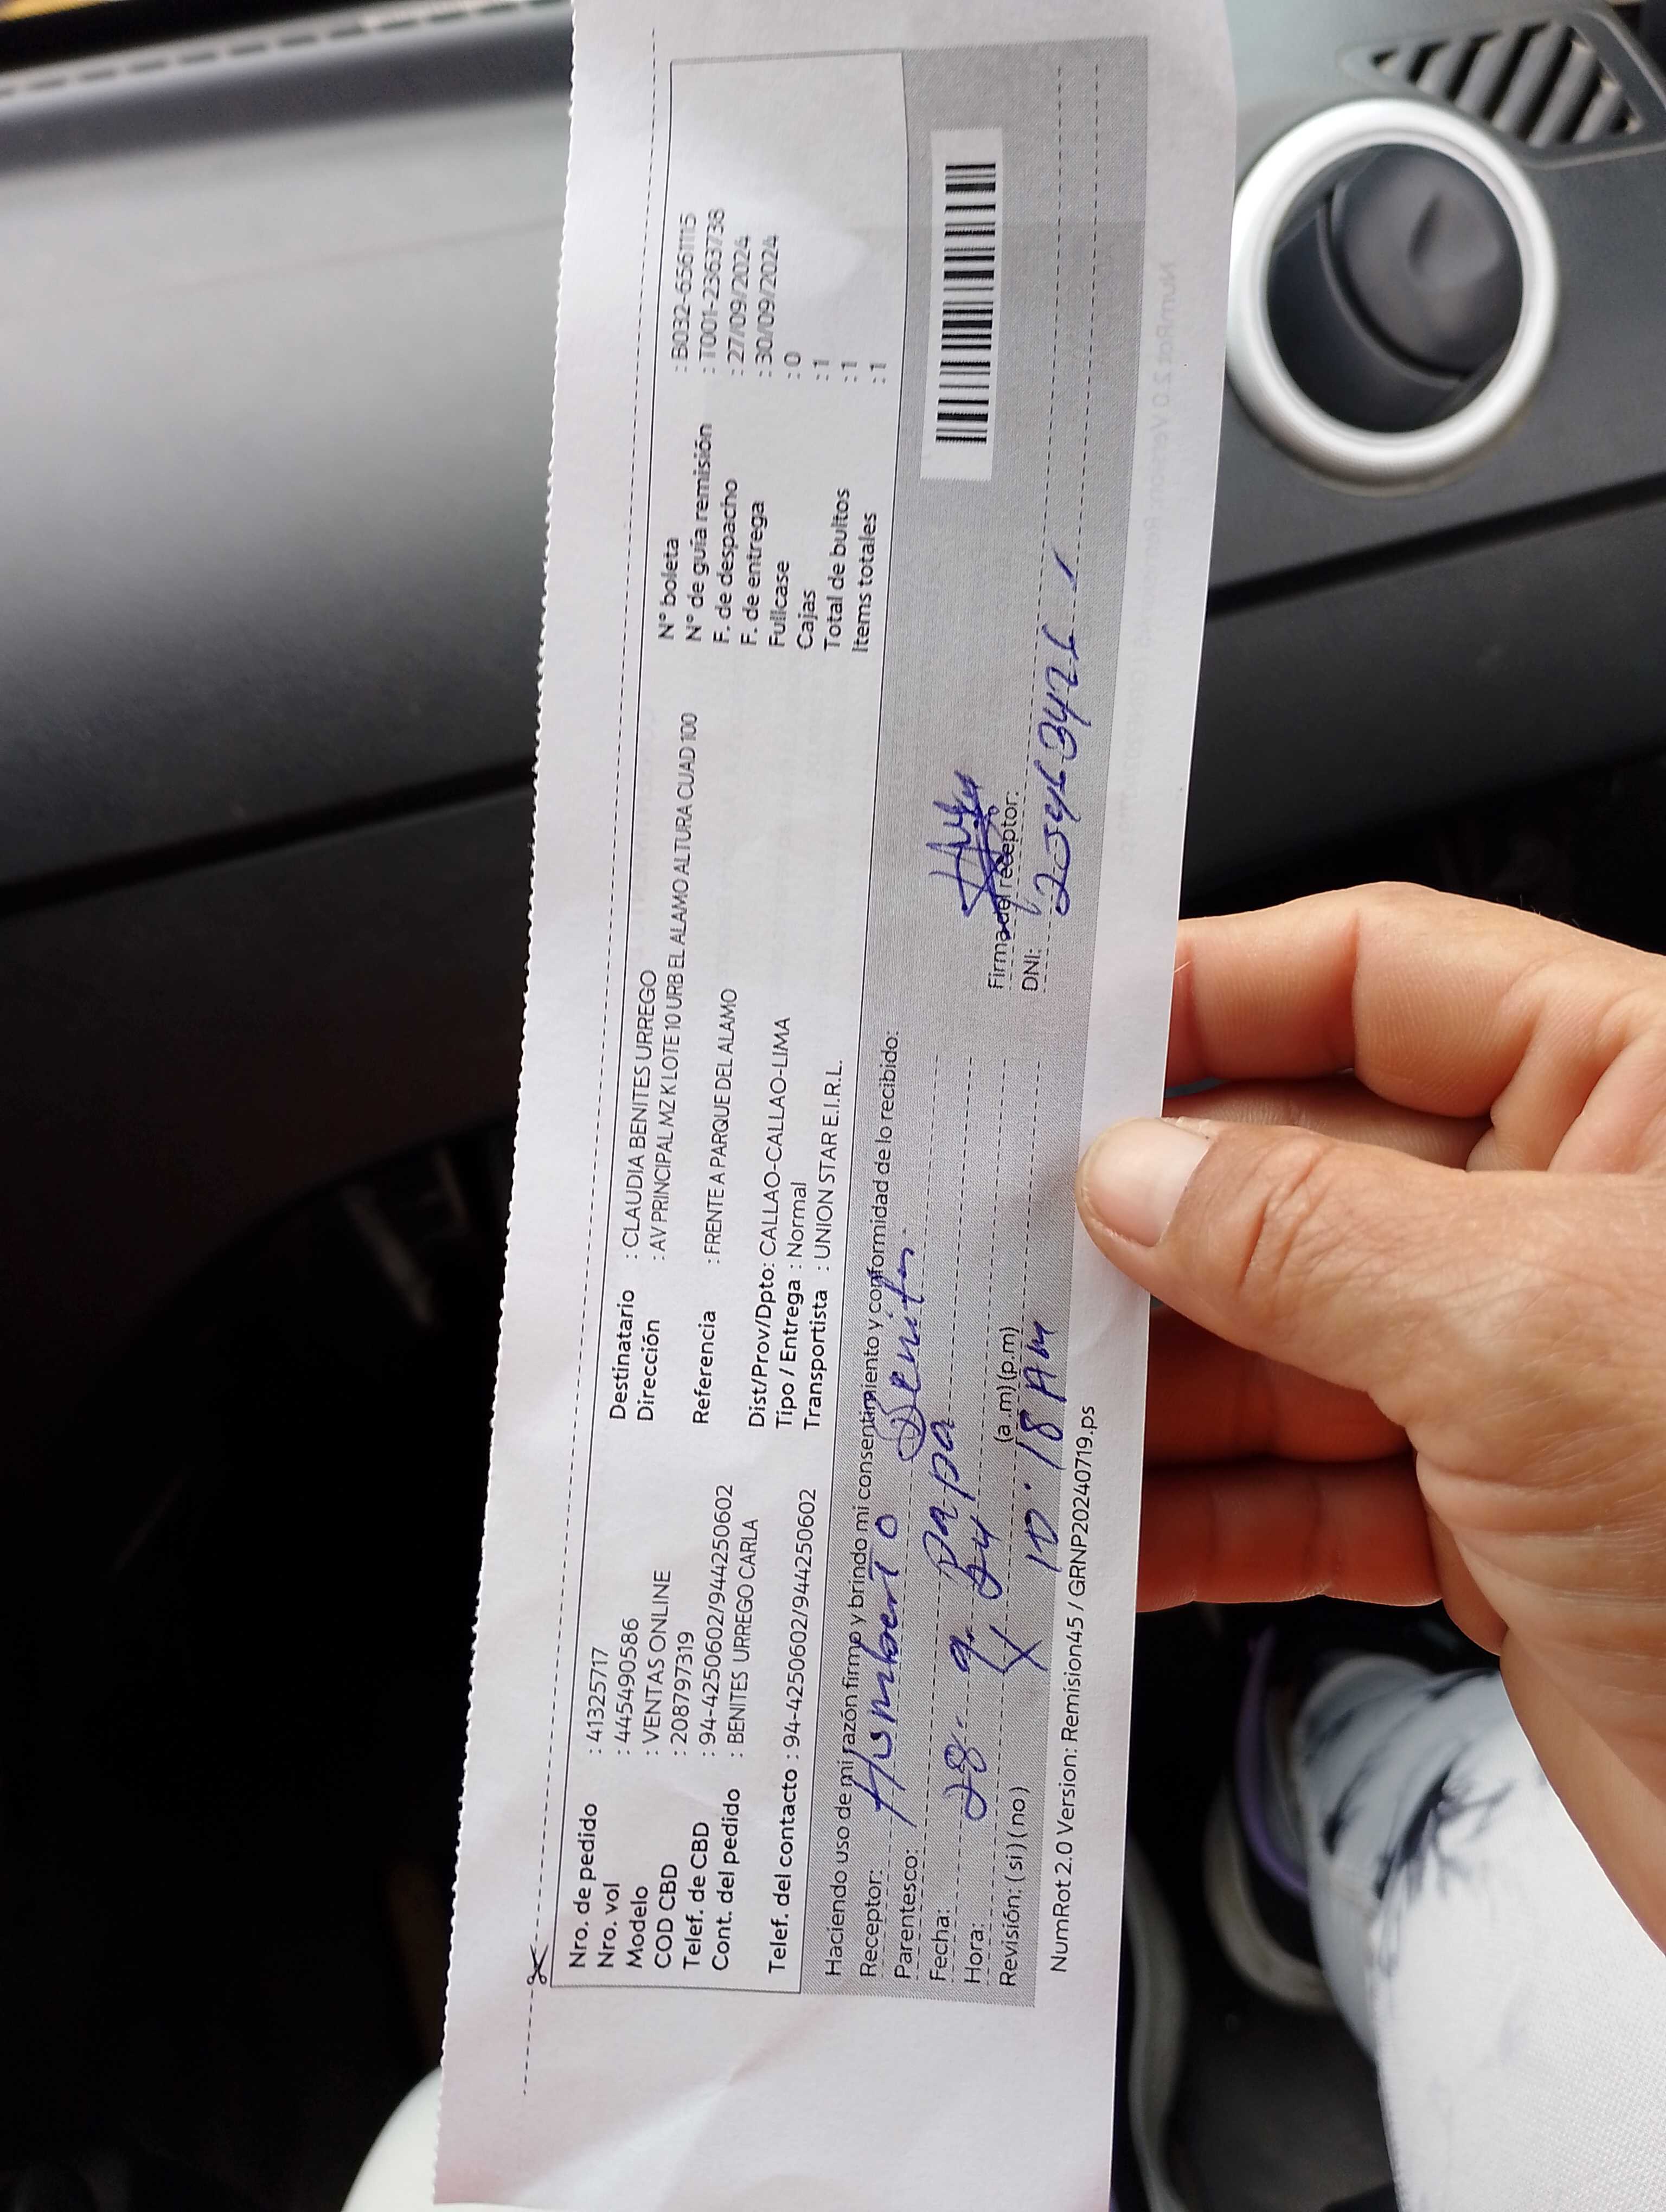 Nro. de pedido : 41325717
Nro. vol : 445490586
Modelo : VENTAS ONLINE
COD CBD : 208797319
Telef. de CBD : 94-4250602/944250602
Cont. del pedido : BENITES URREGO CARLA
Telef. del contacto : 94-4250602/944250602
Destinatario : CLAUDIA BENITES URREGO
Dirección : AV PRINCIPAL MZ K LOTE 10 URB EL ALAMO ALTURA CUAD 100
Referencia : FRENTE A PARQUE DEL ALAMO
Dist/Prov/Dpto: CALLAO-CALLAO-LIMA
Tipo / Entrega : Normal
Transportista : UNION STAR E.I.R.L.
N° boleta : B032-6561115
N° de guía remisión : T001-2363738
F. de despacho : 27/09/2024
F. de entrega : 30/09/2024
Fullcase : 0
Cajas : 1
Total de bultos : 1
Items totales : 1
Haciendo uso de mi razón firmo y brindo mi consentimiento y conformidad de lo recibido:
Receptor: Humberto Benites
Parentesco: papa
Fecha: 28. 9. 24
Hora: (a.m) (p.m)
Revisión: ( si ) ( no ) X 10.18 Am
Firma del receptor:
DNI:
NumRot 2.0 Version: Remision45 / GRNP20240719.ps